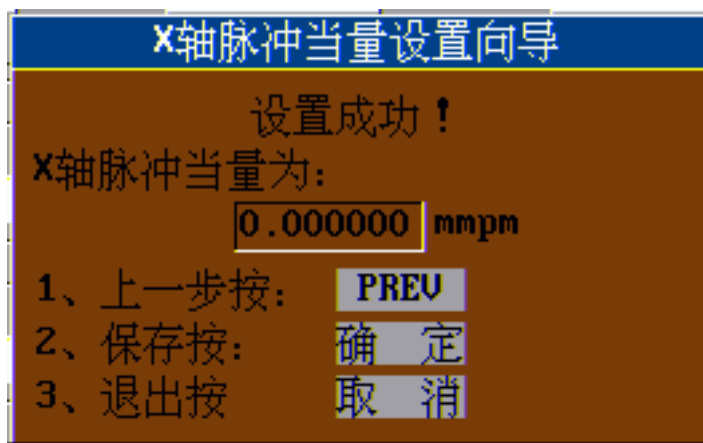 X轴脉冲当量设置向导
设置成功！
X轴脉冲当量为：
0.000000 mmpm
1、上一步按： PREV
2、保存按： 确 定
3、退出按 取 消